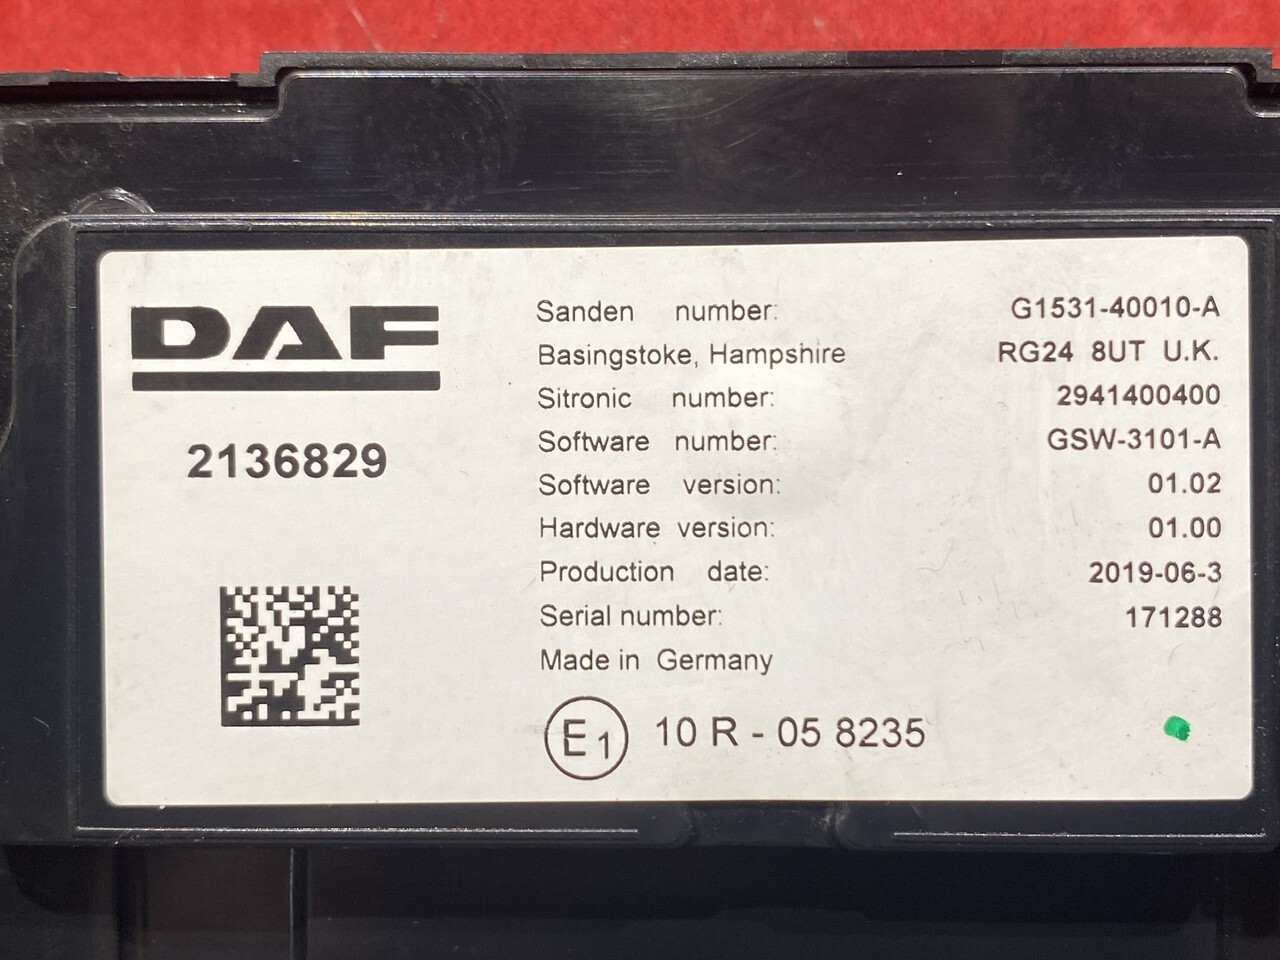 DAF
2136829
Sanden number: G1531-40010-A
Basingstoke, Hampshire RG24 8UT U.K.
Sitronic number: 2941400400
Software number: GSW-3101-A
Software version: 01.02
Hardware version: 01.00
Production date: 2019-06-3
Serial number: 171288
Made in Germany
E1 10 R - 05 8235